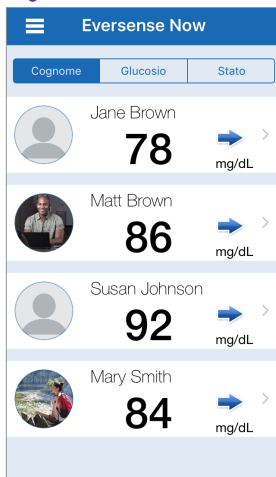 Eversense Now
Cognome Glucosio Stato
Jane Brown
78
mg/dL
Matt Brown
86
mg/dL
Susan Johnson
92
mg/dL
Mary Smith
84
mg/dL